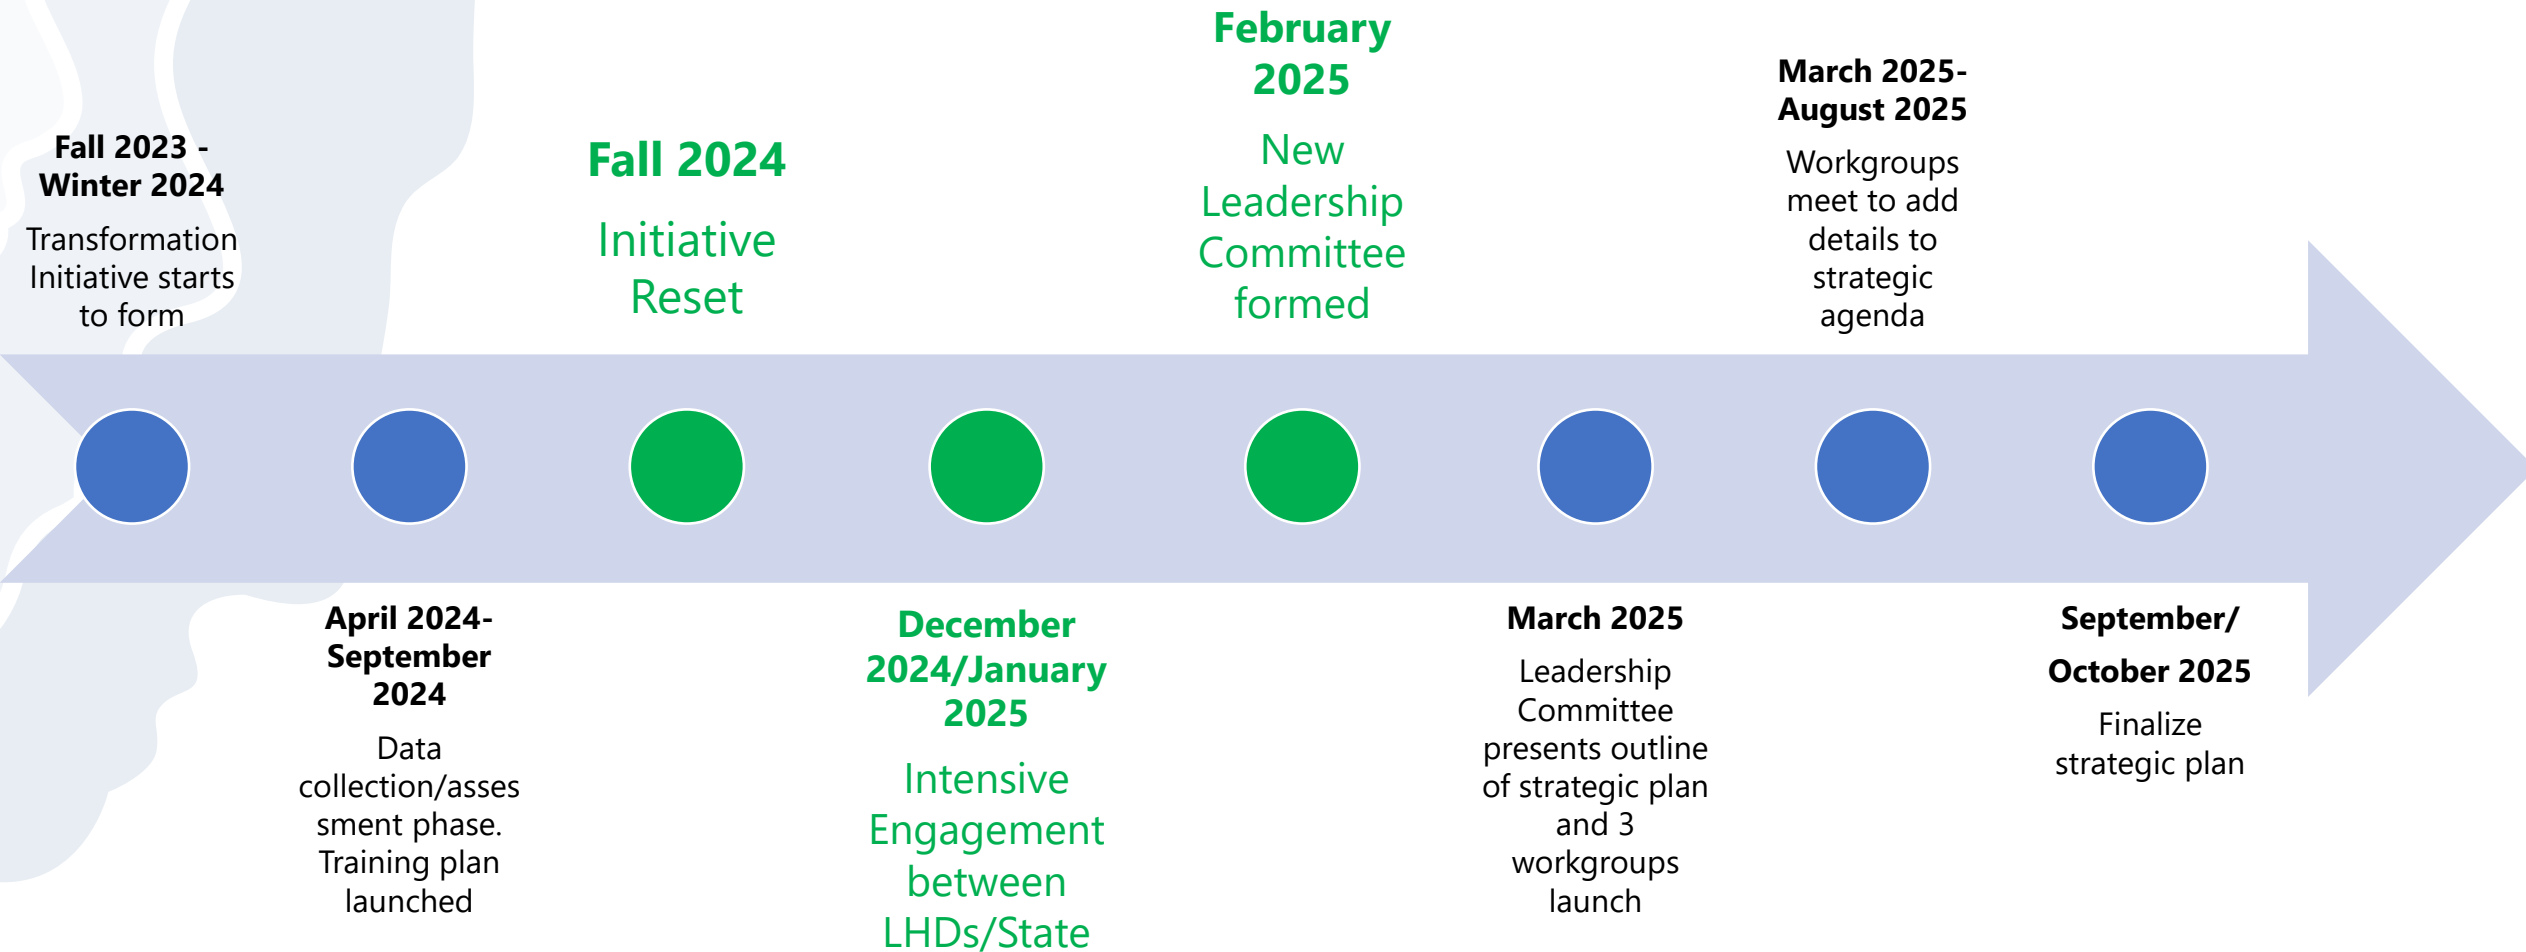 Fall 2023 -
Winter 2024
Transformation
Initiative starts
to form
April 2024-
September
2024
Data
collection/asses
sment phase.
Training plan
launched
Fall 2024
Initiative
Reset
December
2024/January
2025
Intensive
Engagement
between
LHDs/State
February
2025
New
Leadership
Committee
formed
March 2025
Leadership
Committee
presents outline
of strategic plan
and 3
workgroups
launch
March 2025-
August 2025
Workgroups
meet to add
details to
strategic
agenda
September/
October 2025
Finalize
strategic plan